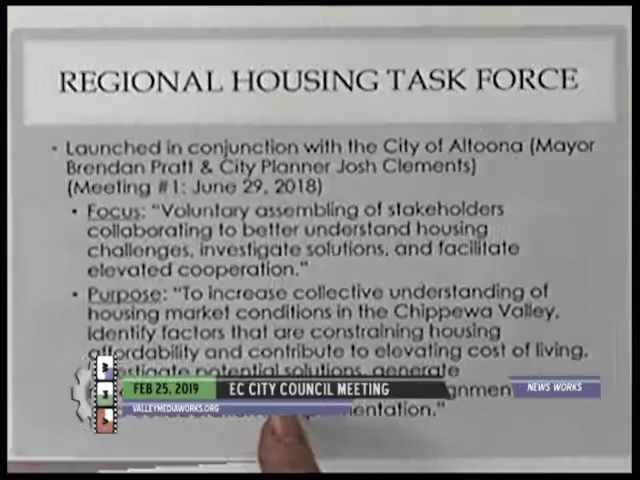 REGIONAL HOUSING TASK FORCE
• Launched in conjunction with the City of Altoona (Mayor
Brendan Pratt & City Planner Josh Clements)
(Meeting #1: June 29, 2018)
• Focus: "Voluntary assembling of stakeholders
collaborating to better understand housing
challenges, investigate solutions, and facilitate
elevated cooperation."
• Purpose: "To increase collective understanding of
housing market conditions in the Chippewa Valley,
identify factors that are constraining housing
affordability and contribute to elevating cost of living,
potential solutions, generate
FEB 25, 2019 EC CITY COUNCIL MEETING NEWS WORKS
VALLEYMEDIAWORKS.ORG